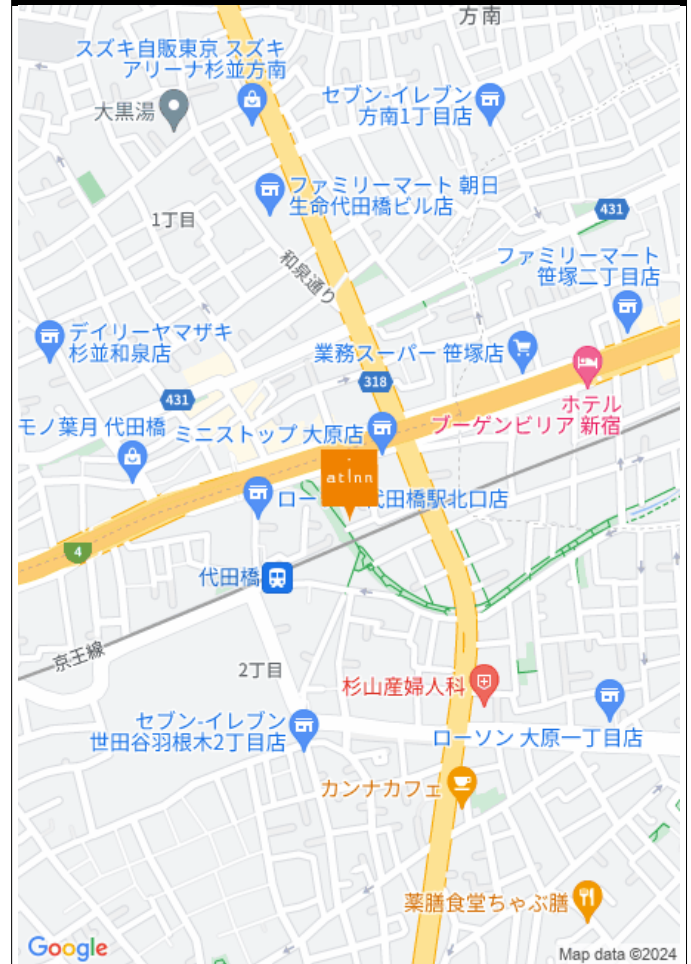 方南
スズキ自販東京 スズキ
アリーナ杉並方南
セブン-イレブン
方南1丁目店
大黒湯
ファミリーマート 朝日
生命代田橋ビル店
431
1丁目
ファミリーマート
笹塚二丁目店
和泉通り
デイリーヤマザキ
杉並和泉店
業務スーパー 笹塚店
318
431
ホテル
ブーゲンビリア 新宿
モノ葉月 代田橋
ミニストップ 大原店
atinn
ロー
代田橋駅北口店
4
代田橋
京王線
2丁目
杉山産婦人科
セブン-イレブン
世田谷羽根木2丁目店
ローソン 大原一丁目店
カンナカフェ
薬膳食堂ちゃぶ膳
Google
Map data ©2024